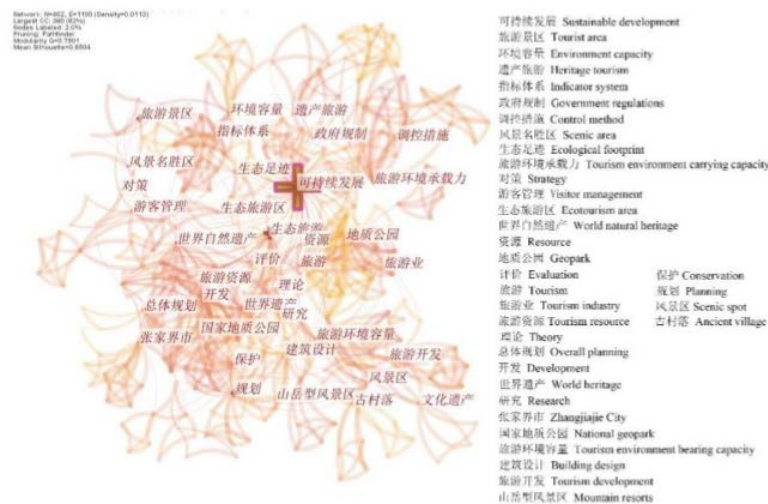 Largest CC: 380 (82%)
Nodes Labeled: 2.0%
Pruning: Pathfinder
旅游景区
环境容量
遗产旅游
指标体系
政府规制
调控措施
风景名胜区
生态足迹
对策
可持续发展
旅游环境承载力
游客管理
生态旅游区
世界自然遗产
生态旅游
资源
地质公园
评价
旅游
旅游业
旅游资源
理论
开发
总体规划
世界遗产
研究
国家地质公园
旅游环境容量
张家界市
保护
建筑设计
旅游开发
风景区
规划
山岳型风景区
古村落
文化遗产
可持续发展 Sustainable development
旅游景区 Tourist area
环境容量 Environment capacity
遗产旅游 Heritage tourism
指标体系 Indicator system
政府规制 Government regulations
调控措施 Control method
风景名胜区 Scenic area
生态足迹 Ecological footprint
旅游环境承载力 Tourism environment carrying capacity
对策 Strategy
游客管理 Visitor management
生态旅游区 Ecotourism area
世界自然遗产 World natural heritage
资源 Resource
地质公园 Geopark
评价 Evaluation
旅游 Tourism
旅游业 Tourism industry
旅游资源 Tourism resource
理论 Theory
总体规划 Overall planning
开发 Development
世界遗产 World heritage
研究 Research
张家界市 Zhangjiajie City
国家地质公园 National geopark
旅游环境容量 Tourism environment bearing capacity
建筑设计 Building design
旅游开发 Tourism development
山岳型风景区 Mountain resorts
保护 Conservation
规划 Planning
风景区 Scenic spot
古村落 Ancient village